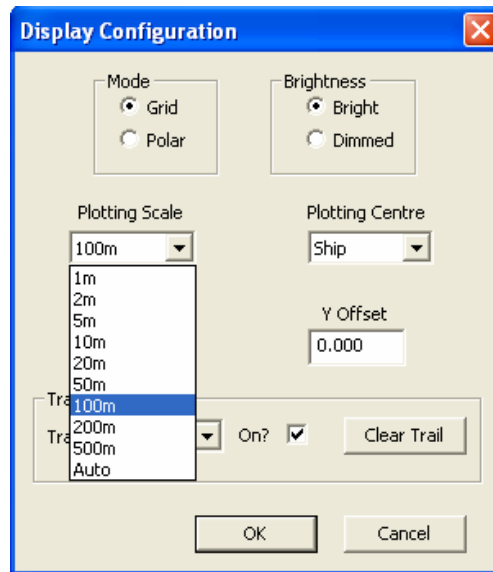 Display Configuration
Mode
Grid
Polar
Brightness
Bright
Dimmed
Plotting Scale
100m
1m
2m
5m
10m
20m
50m
100m
200m
500m
Auto
Plotting Centre
Ship
Y Offset
0.000
On?
Clear Trail
OK
Cancel